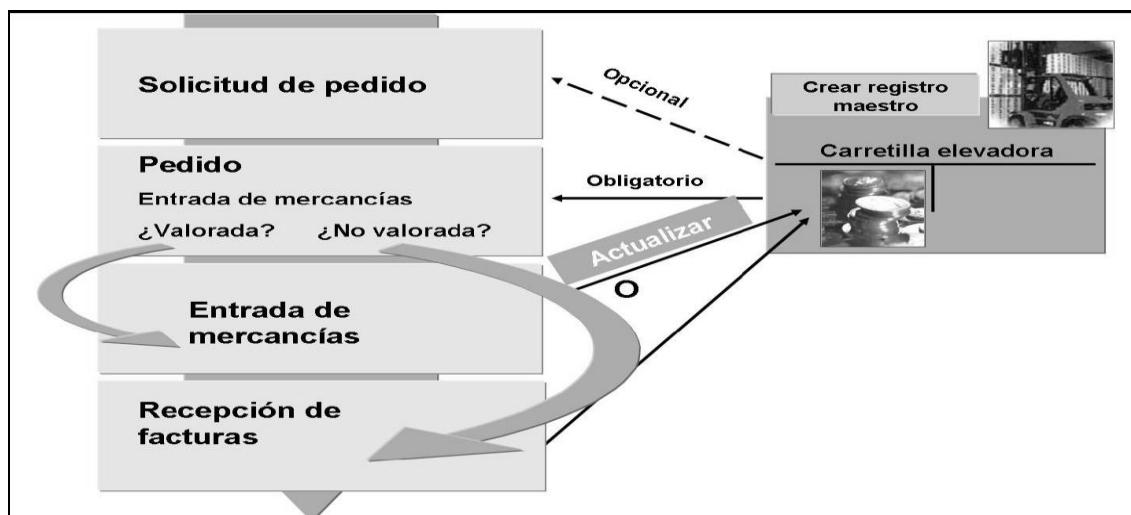 Solicitud de pedido
Opcional
Crear registro
maestro
Carretilla elevadora
Pedido
Entrada de mercancías
¿Valorada? ¿No valorada?
Obligatorio
Actualizar
O
Entrada de
mercancías
Recepción de
facturas